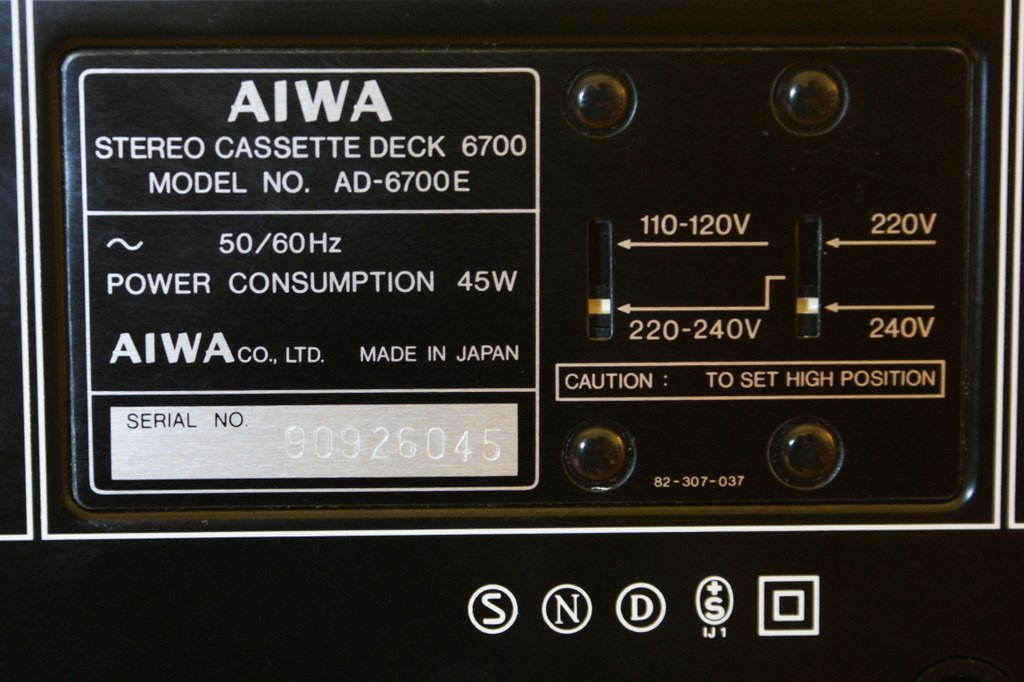 AIWA
STEREO CASSETTE DECK 6700
MODEL NO. AD-6700E
~ 50/60Hz
POWER CONSUMPTION 45W
AIWA CO., LTD. MADE IN JAPAN
SERIAL NO.
90926045
110-120V
220V
220-240V
240V
CAUTION : TO SET HIGH POSITION
82-307-037
S N D +S
IJ1